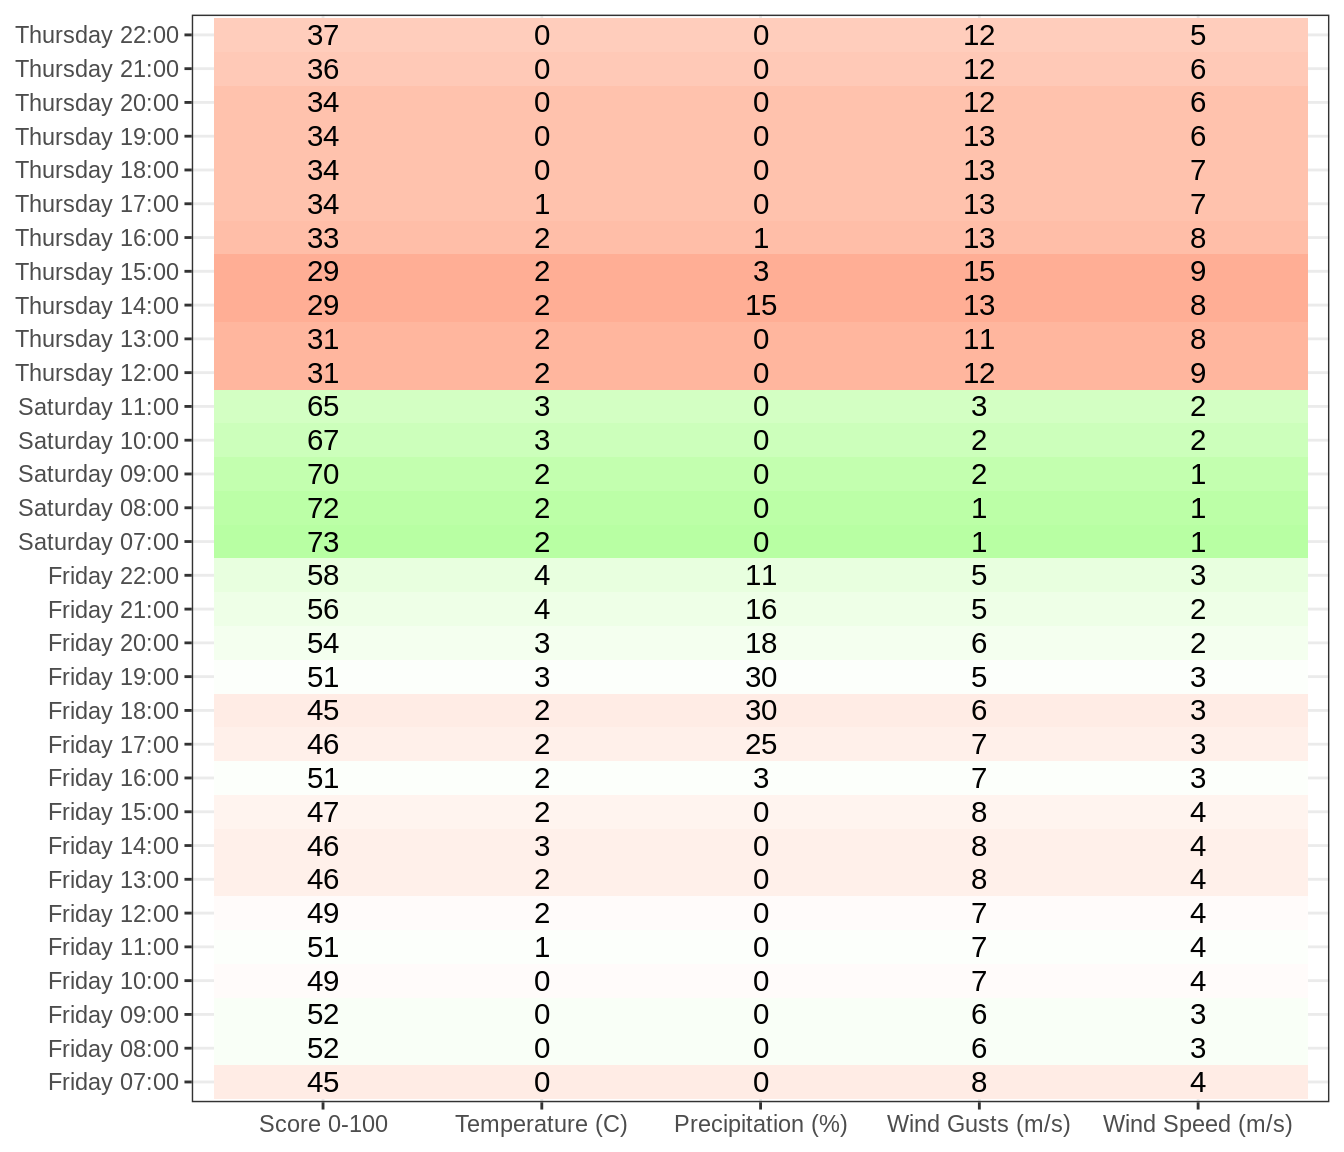 Thursday 22:00 37 0 0 12 5
Thursday 21:00 36 0 0 12 6
Thursday 20:00 34 0 0 12 6
Thursday 19:00 34 0 0 13 6
Thursday 18:00 34 0 0 13 7
Thursday 17:00 34 1 0 13 7
Thursday 16:00 33 2 1 13 8
Thursday 15:00 29 2 3 15 9
Thursday 14:00 29 2 15 13 8
Thursday 13:00 31 2 0 11 8
Thursday 12:00 31 2 0 12 9
Saturday 11:00 65 3 0 3 2
Saturday 10:00 67 3 0 2 2
Saturday 09:00 70 2 0 2 1
Saturday 08:00 72 2 0 1 1
Saturday 07:00 73 2 0 1 1
Friday 22:00 58 4 11 5 3
Friday 21:00 56 4 16 5 2
Friday 20:00 54 3 18 6 2
Friday 19:00 51 3 30 5 3
Friday 18:00 45 2 30 6 3
Friday 17:00 46 2 25 7 3
Friday 16:00 51 2 3 7 3
Friday 15:00 47 2 0 8 4
Friday 14:00 46 3 0 8 4
Friday 13:00 46 2 0 8 4
Friday 12:00 49 2 0 7 4
Friday 11:00 51 1 0 7 4
Friday 10:00 49 0 0 7 4
Friday 09:00 52 0 0 6 3
Friday 08:00 52 0 0 6 3
Friday 07:00 45 0 0 8 4
Score 0-100 Temperature (C) Precipitation (%) Wind Gusts (m/s) Wind Speed (m/s)